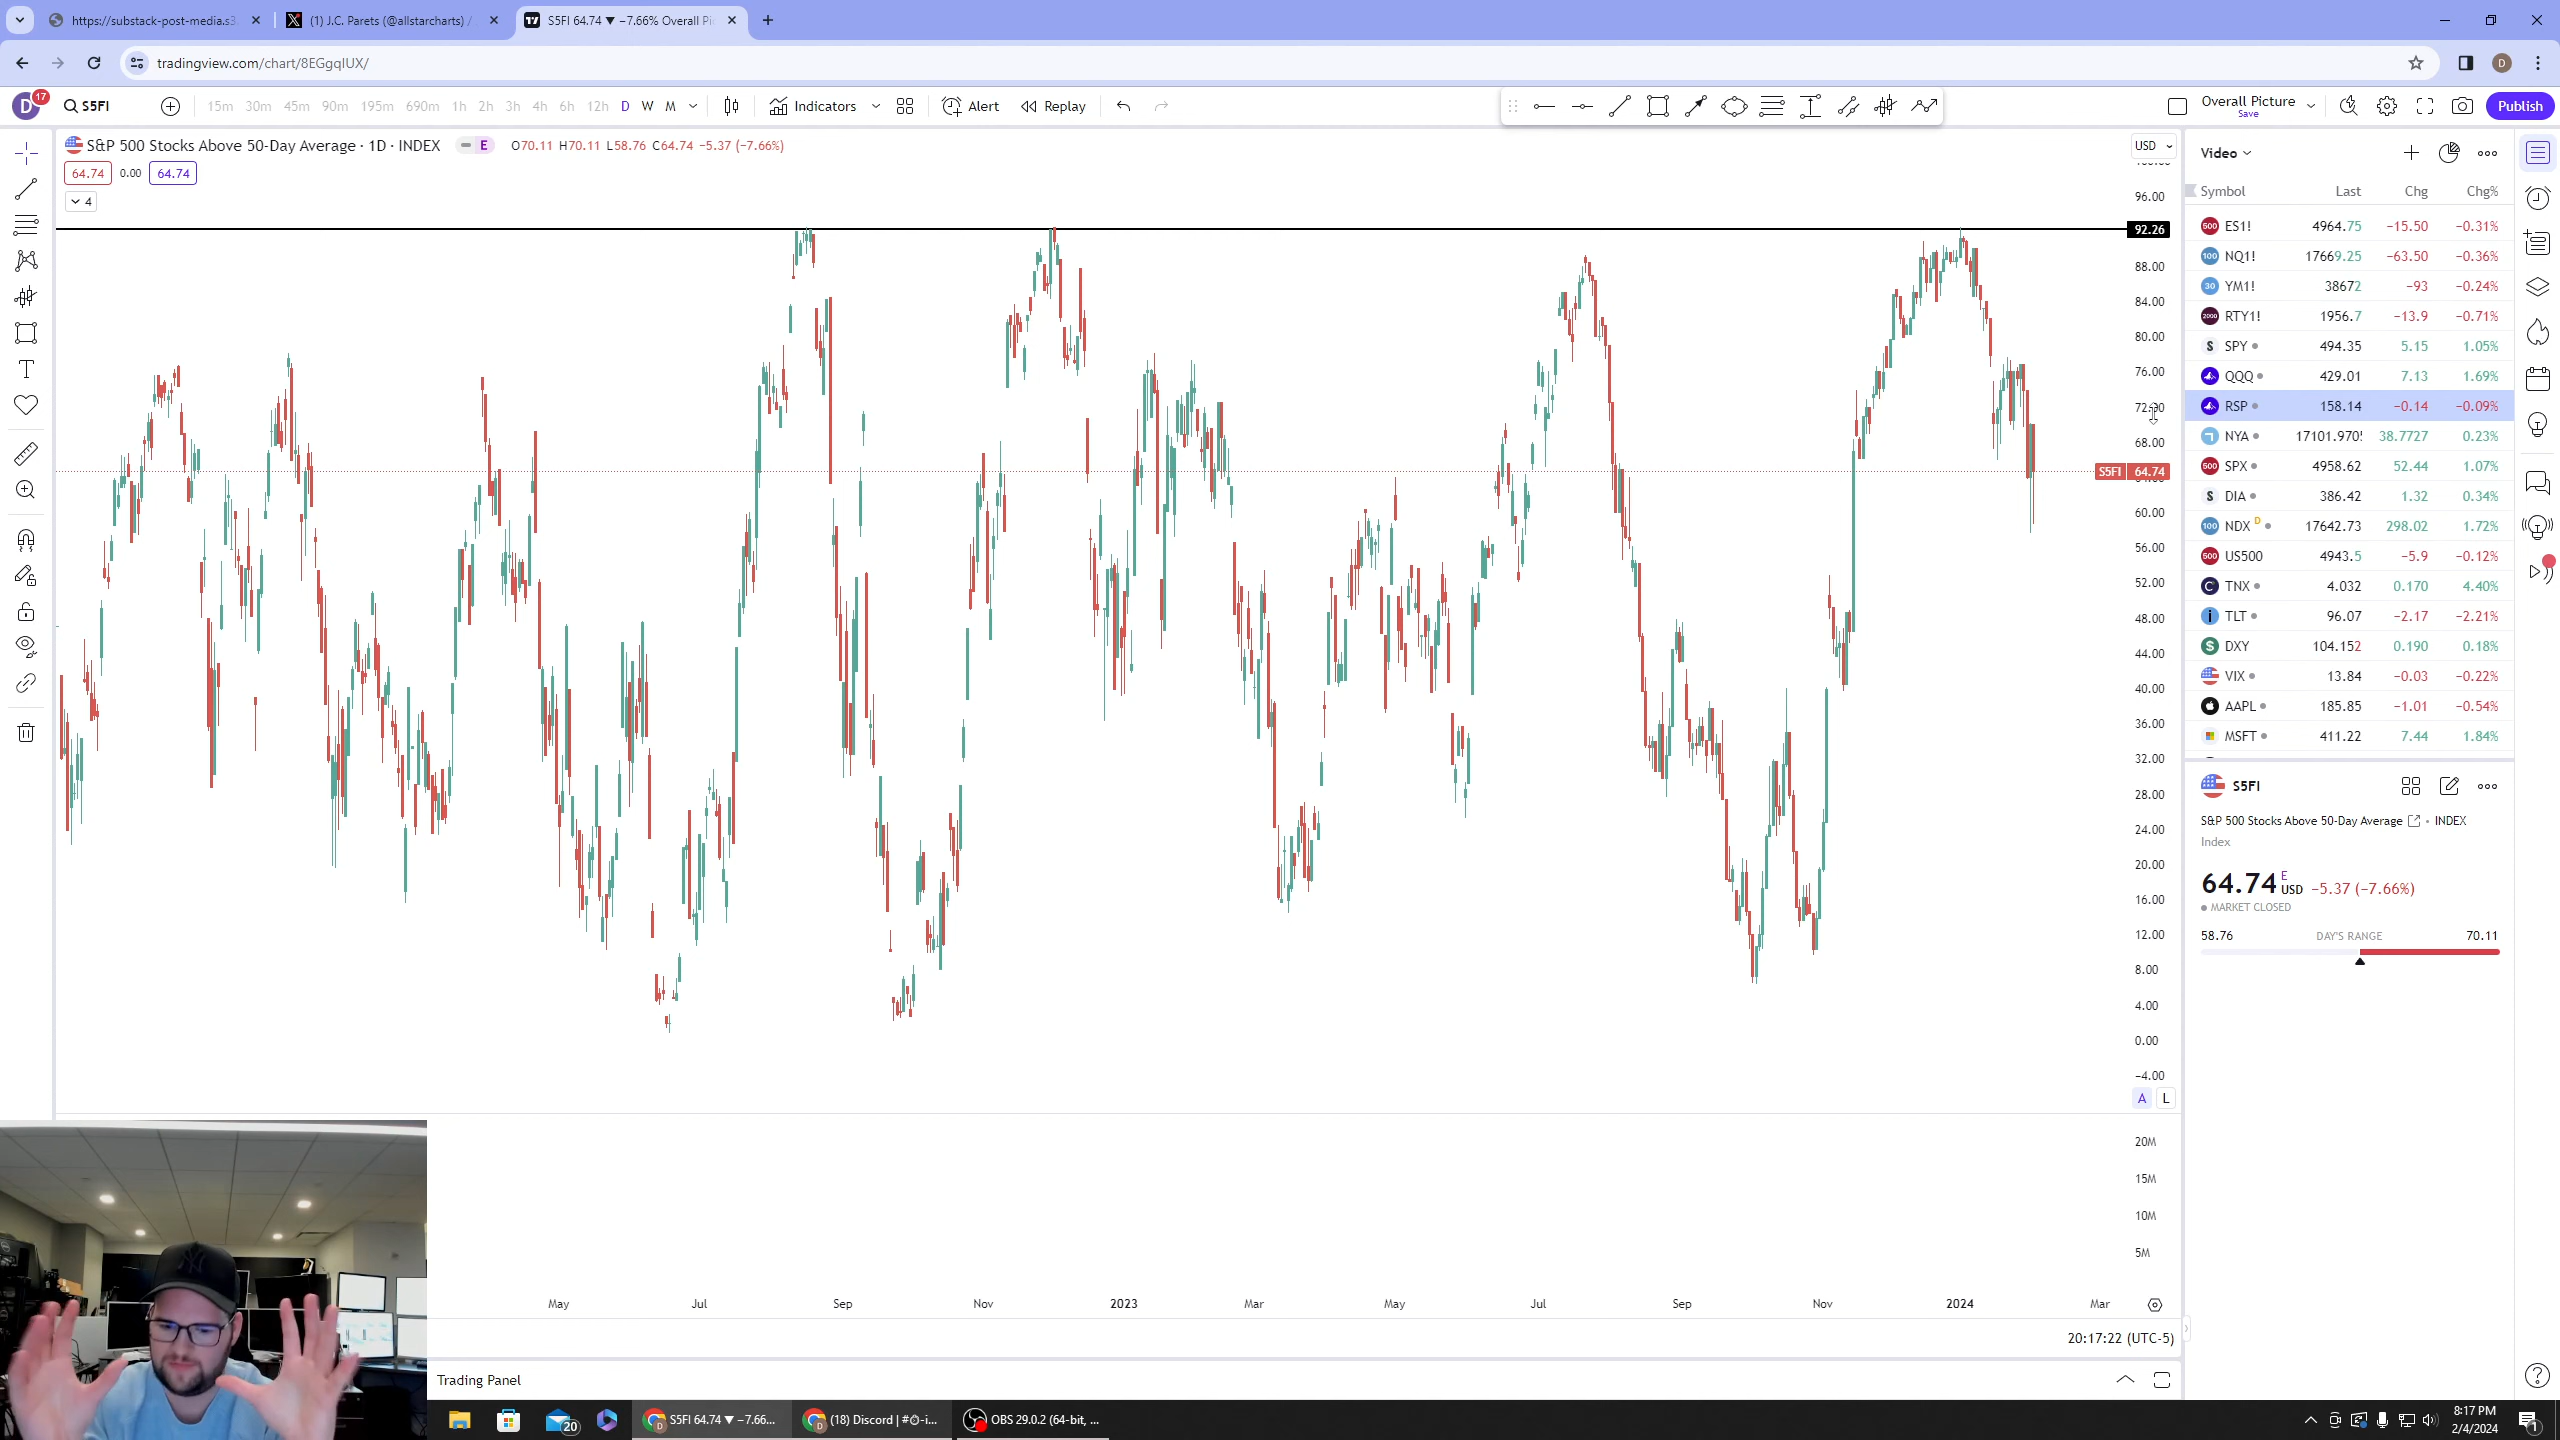 https://substack-post-media.s3.
(1) J.C. Parets (@allstarcharts) /
S5FI 64.74 ▼ −7.66% Overall Pi
tradingview.com/chart/8EGgqIUX/
D
D
17
S5FI
15m 30m 45m 90m 195m 690m 1h 2h 3h 4h 6h 12h D W M
Indicators
Alert
Replay
Overall Picture
Save
Publish
S&P 500 Stocks Above 50-Day Average · 1D · INDEX
E
O70.11 H70.11 L58.76 C64.74 −5.37 (−7.66%)
64.74 0.00 64.74
4
USD
96.00
92.26
88.00
84.00
80.00
76.00
72.00
68.00
S5FI 64.74
60.00
56.00
52.00
48.00
44.00
40.00
36.00
32.00
28.00
24.00
20.00
16.00
12.00
8.00
4.00
0.00
−4.00
A L
20M
15M
10M
5M
May Jul Sep Nov 2023 Mar May Jul Sep Nov 2024 Mar
20:17:22 (UTC-5)
Trading Panel
Video
Symbol Last Chg Chg%
ES1! 4964.75 −15.50 −0.31%
NQ1! 17669.25 −63.50 −0.36%
YM1! 38672 −93 −0.24%
RTY1! 1956.7 −13.9 −0.71%
SPY 494.35 5.15 1.05%
QQQ 429.01 7.13 1.69%
RSP 158.14 −0.14 −0.09%
NYA 17101.970 38.7727 0.23%
SPX 4958.62 52.44 1.07%
DIA 386.42 1.32 0.34%
NDX D 17642.73 298.02 1.72%
US500 4943.5 −5.9 −0.12%
TNX 4.032 0.170 4.40%
TLT 96.07 −2.17 −2.21%
DXY 104.152 0.190 0.18%
VIX 13.84 −0.03 −0.22%
AAPL 185.85 −1.01 −0.54%
MSFT 411.22 7.44 1.84%
S5FI
S&P 500 Stocks Above 50-Day Average • INDEX
Index
64.74 E USD −5.37 (−7.66%)
MARKET CLOSED
58.76 DAY'S RANGE 70.11
20
S5FI 64.74 ▼ −7.66...
(18) Discord | #⏱-i...
OBS 29.0.2 (64-bit, ...
8:17 PM
2/4/2024
1